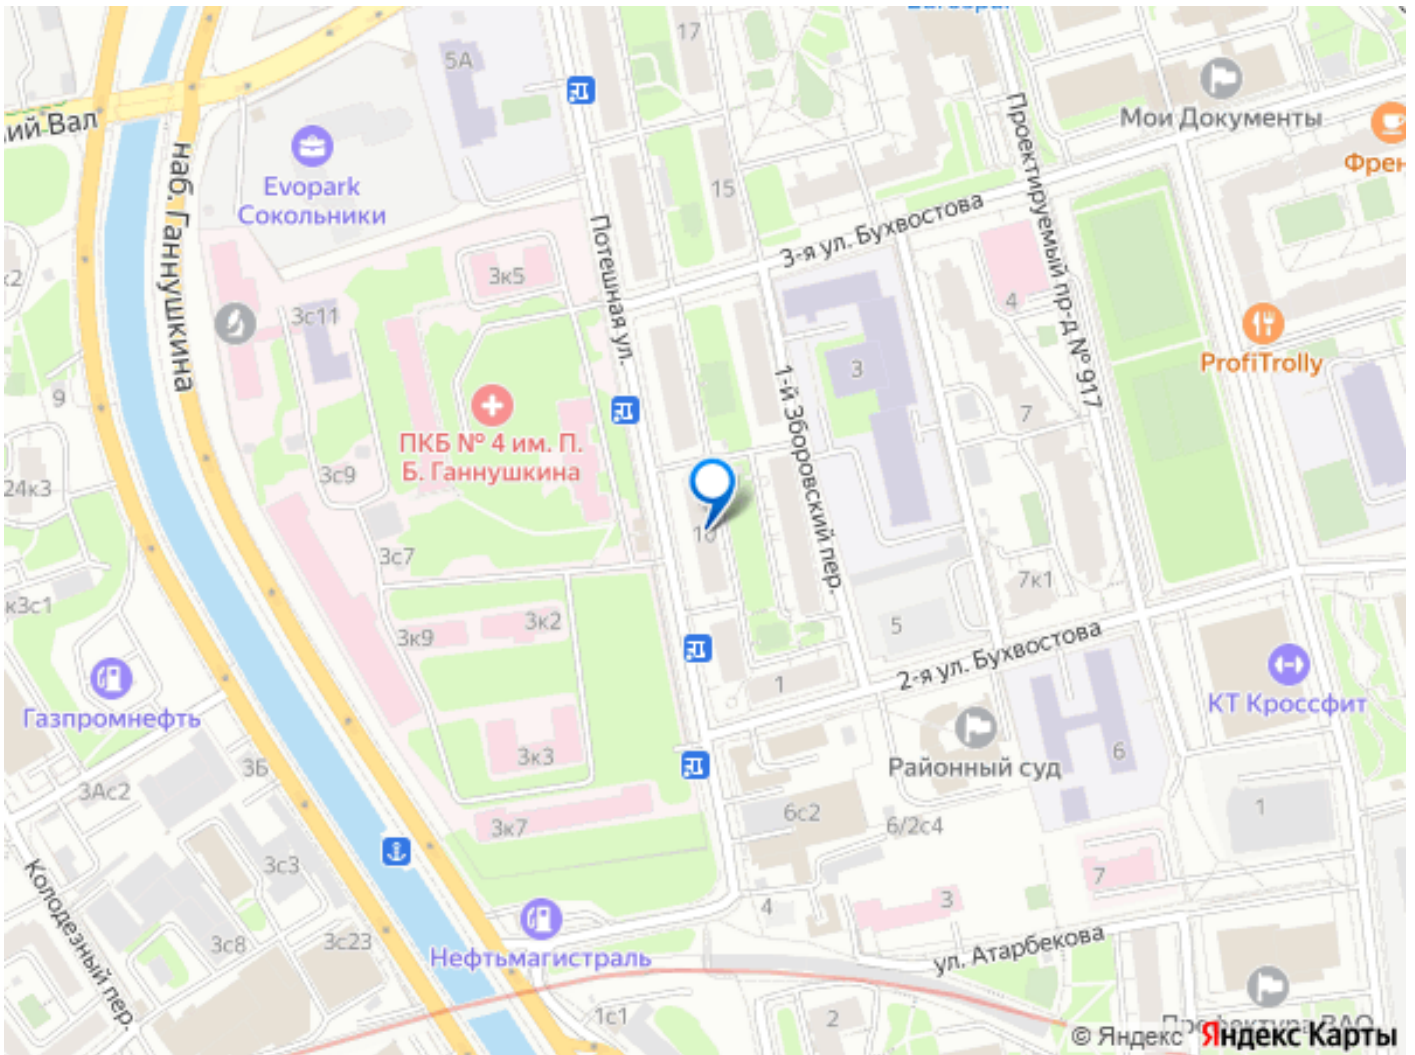 17
5А
Мои Документы
ий Вал
Evopark
Сокольники
Френ
наб. Ганнушкина
Проектируемый пр-д № 917
15
3-я ул. Бухвостова
Потешная ул.
к2
3к5
4
3с11
ProfiTrolly
1-й Зборовский пер.
3
9
7
ПКБ № 4 им. П.
Б. Ганнушкина
24к3
3с9
10
3с7
7к1
к3с1
3к2
3к9
5
2-я ул. Бухвостова
1
КТ Кроссфит
Газпромнефть
3к3
6
3Б
Районный суд
3Ас2
6с2
1
3к7
6/2с4
3с3
7
Колодезный пер.
3
4
3с8
3с23
Нефтьмагистраль
ул. Атарбекова
1с1
2
Префектура ВАО
© Яндекс Яндекс Карты